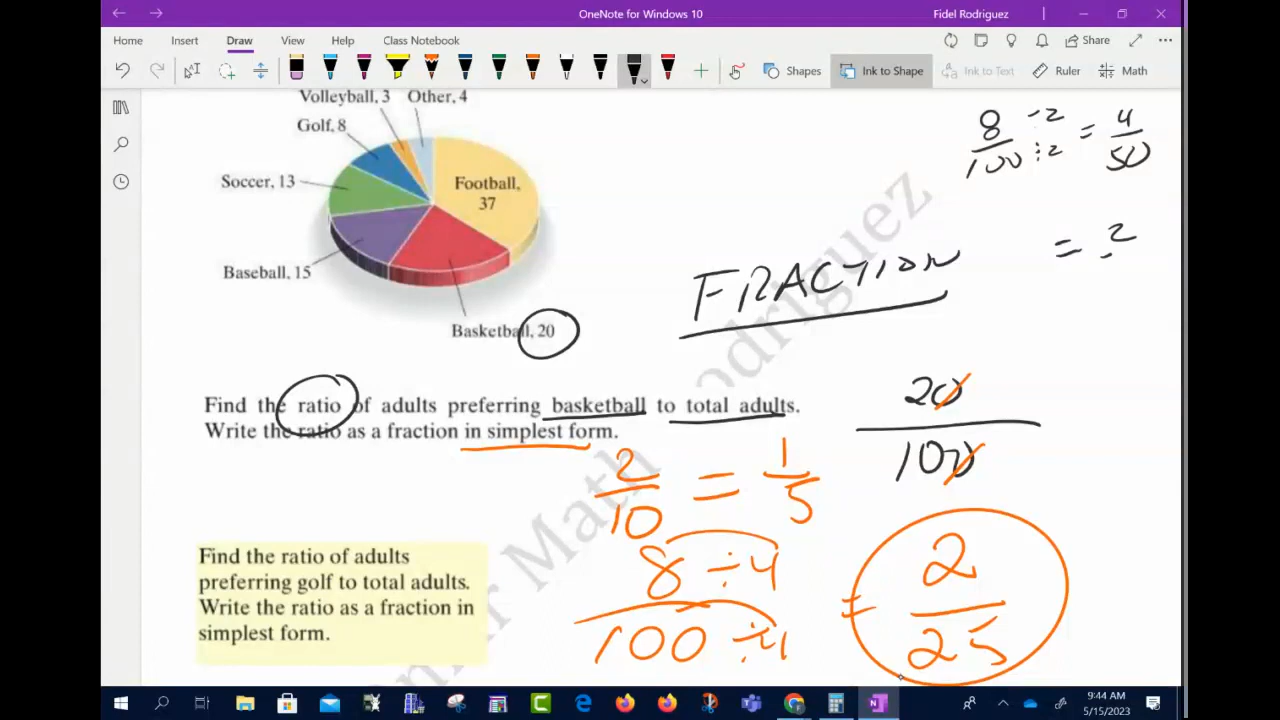 OneNote for Windows 10
Fidel Rodriguez
Home Insert Draw View Help Class Notebook
Share
Shapes Ink to Shape Ink to Text Ruler Math
Volleyball, 3 Other, 4
Golf, 8
Soccer, 13
Football, 37
Baseball, 15
Basketball, 20
8/100 ÷2/÷2 = 4/50
= 2
FRACTION
Find the ratio of adults preferring basketball to total adults.
Write the ratio as a fraction in simplest form.
20/100
2/10 = 1/5
Find the ratio of adults
preferring golf to total adults.
Write the ratio as a fraction in
simplest form.
8 ÷4
100 ÷4
= 2/25
Math Rodriguez
9:44 AM
5/15/2023